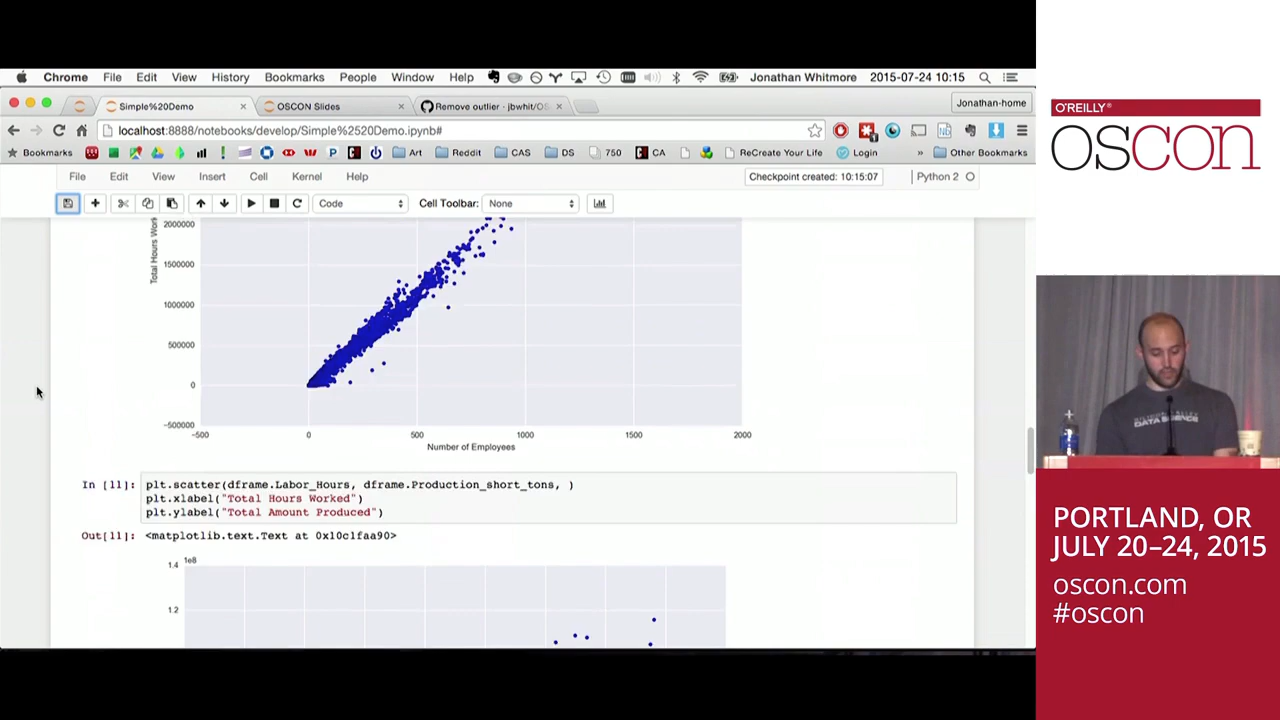 Chrome File Edit View History Bookmarks People Window Help Jonathan Whitmore 2015-07-24 10:15
Simple%20Demo OSCON Slides Remove outlier · jbwhit/OS Jonathan-home
localhost:8888/notebooks/develop/Simple%2520Demo.ipynb#
Bookmarks Art Reddit CAS DS 750 CA ReCreate Your Life Login » Other Bookmarks
File Edit View Insert Cell Kernel Help Checkpoint created: 10:15:07 Python 2
Code Cell Toolbar: None
2000000
1500000
1000000
500000
0
-500000
Total Hours Work
-500 0 500 1000 1500 2000
Number of Employees
In [11]: plt.scatter(dframe.Labor_Hours, dframe.Production_short_tons, )
plt.xlabel("Total Hours Worked")
plt.ylabel("Total Amount Produced")
Out[11]: <matplotlib.text.Text at 0x10c1faa90>
1.4 1e8
1.2
O'REILLY®
OSCON
DATA SCIENCE
PORTLAND, OR
JULY 20–24, 2015
oscon.com
#oscon